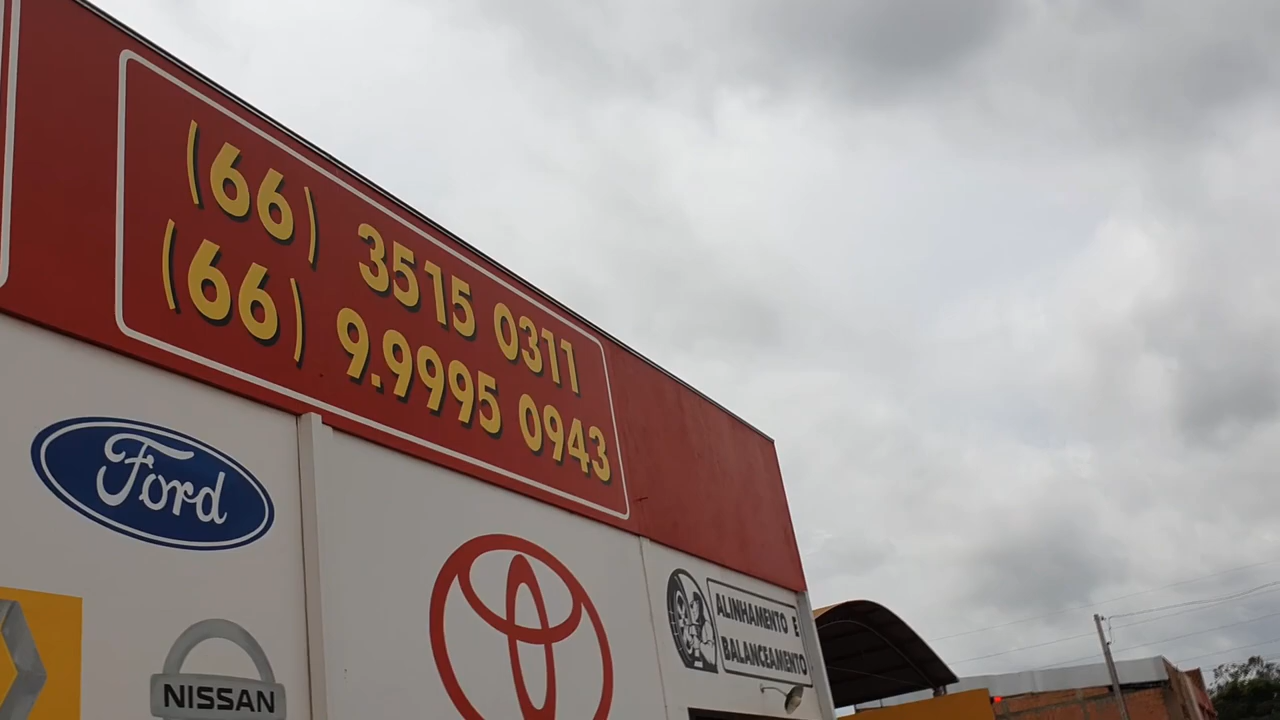 (66) 3515 0311
(66) 9.9995 0943
Ford
NISSAN
ALINHAMENTO E
BALANCEAMENTO